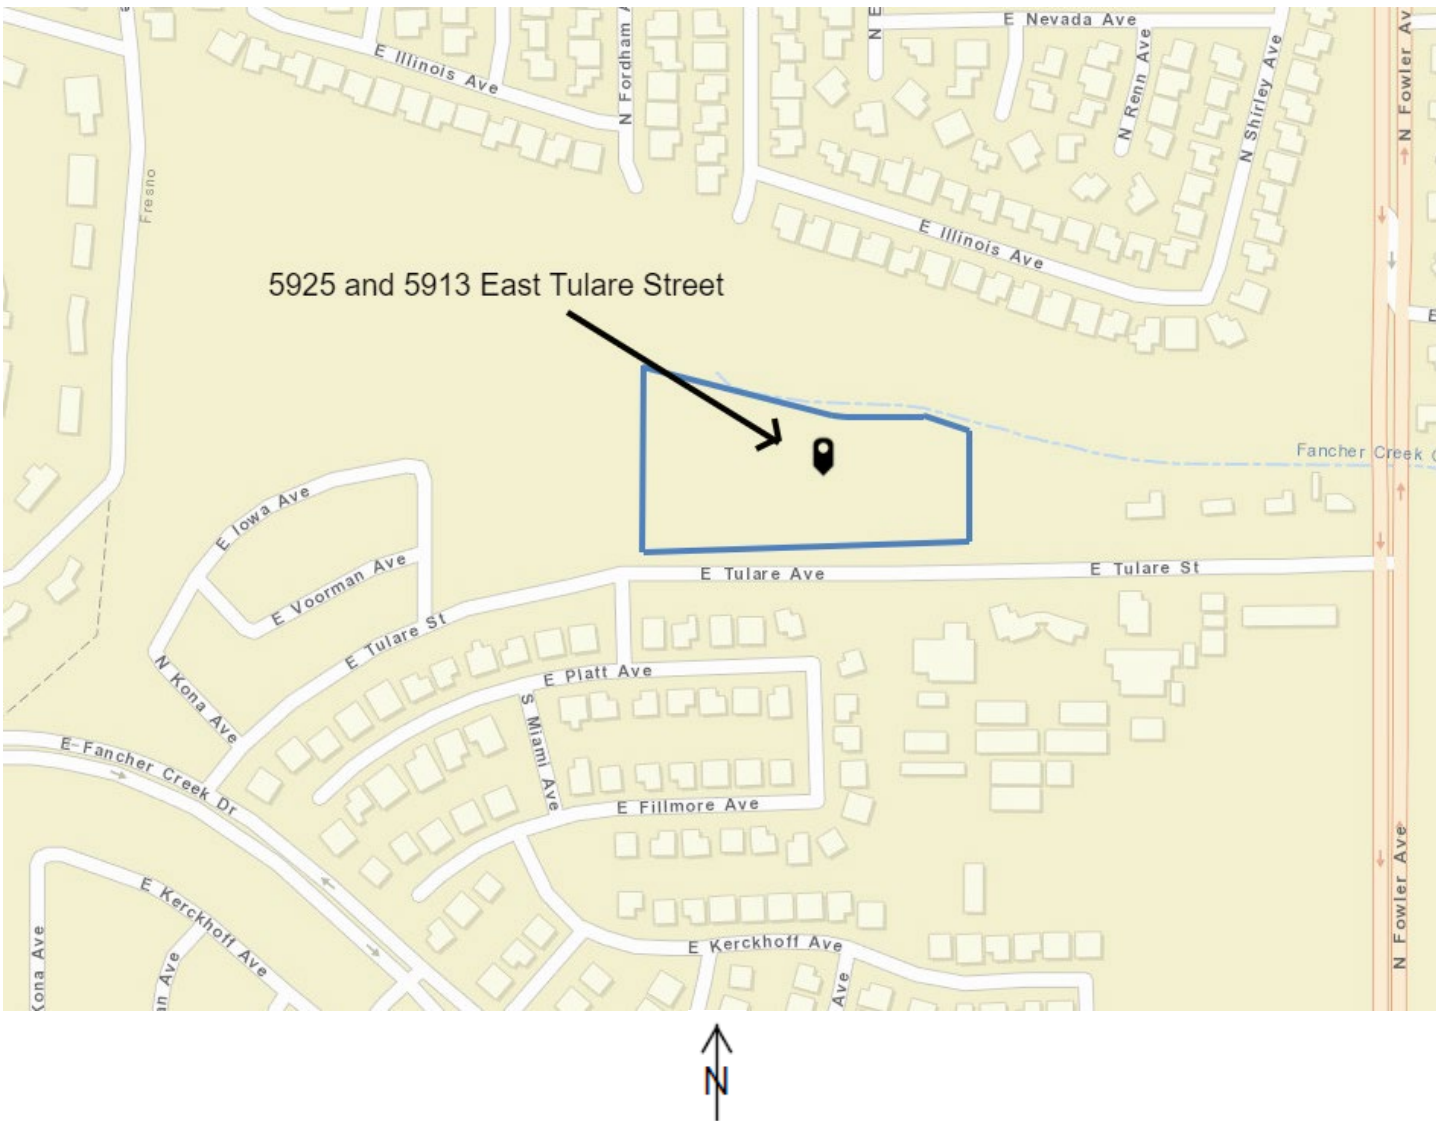 E Nevada Ave
E Illinois Ave
N Fordham A
N E
N Renn Ave
N Shirley Ave
N Fowler Av
Fresno
E Illinois Ave
5925 and 5913 East Tulare Street
E
Fancher Creek C
E Iowa Ave
E Voorman Ave
E Tulare Ave
E Tulare St
E Tulare St
N Kona Ave
E Platt Ave
S Miami Ave
E Fancher Creek Dr
E Fillmore Ave
E Kerckhoff Ave
N Fowler Ave
Kona Ave
nn Ave
E Kerckhoff Ave
Ave
N